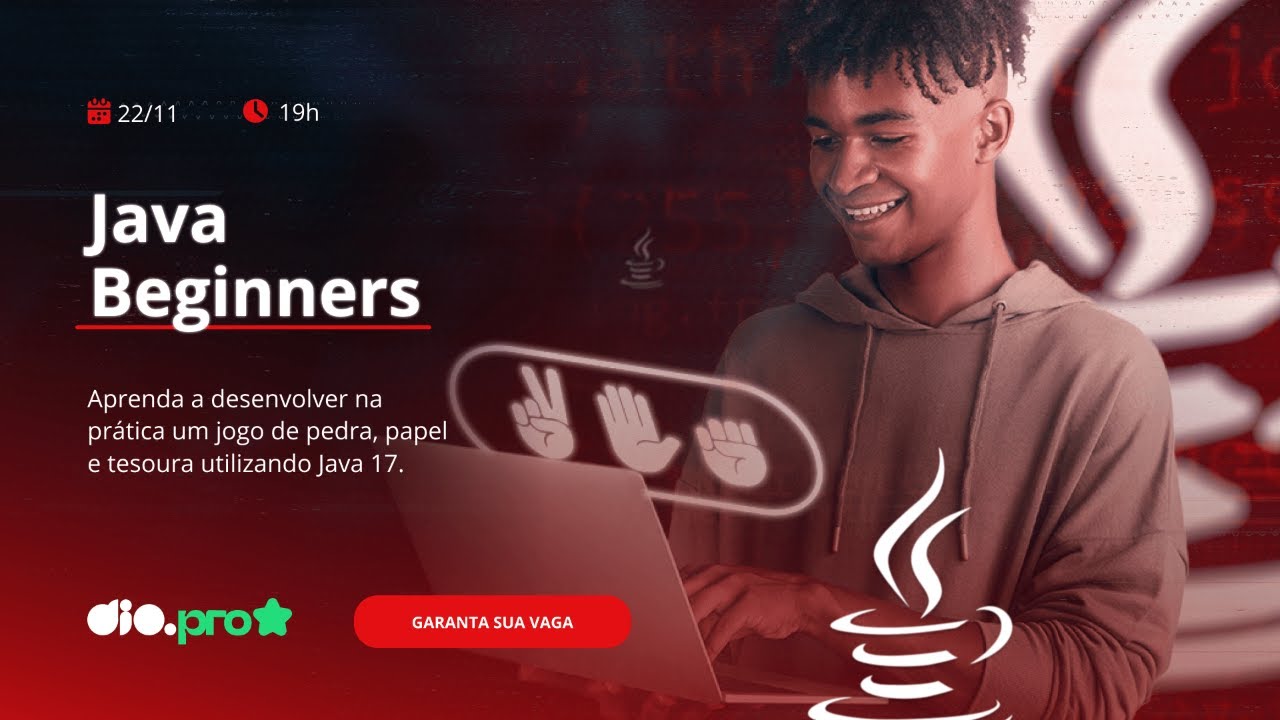 22/11
19h
Java
Beginners
Aprenda a desenvolver na
prática um jogo de pedra, papel
e tesoura utilizando Java 17.
dio.pro
GARANTA SUA VAGA